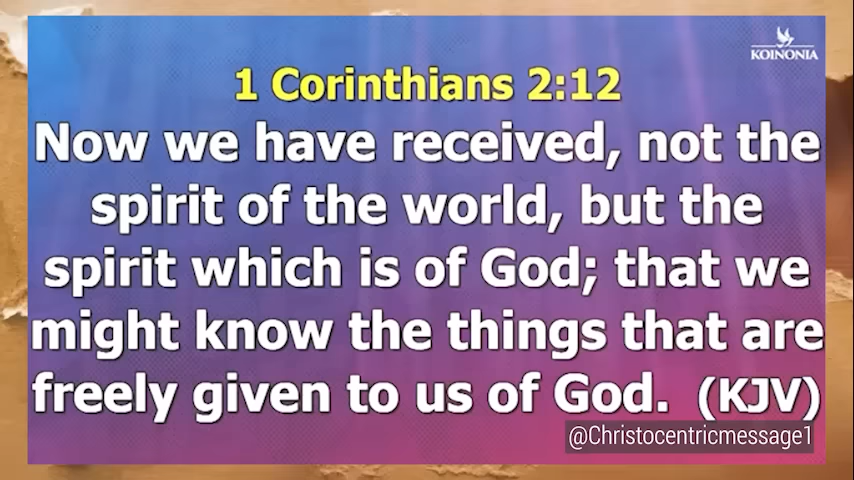 KOINONIA
1 Corinthians 2:12
Now we have received, not the
spirit of the world, but the
spirit which is of God; that we
might know the things that are
freely given to us of God. (KJV)
@Christocentricmessage1